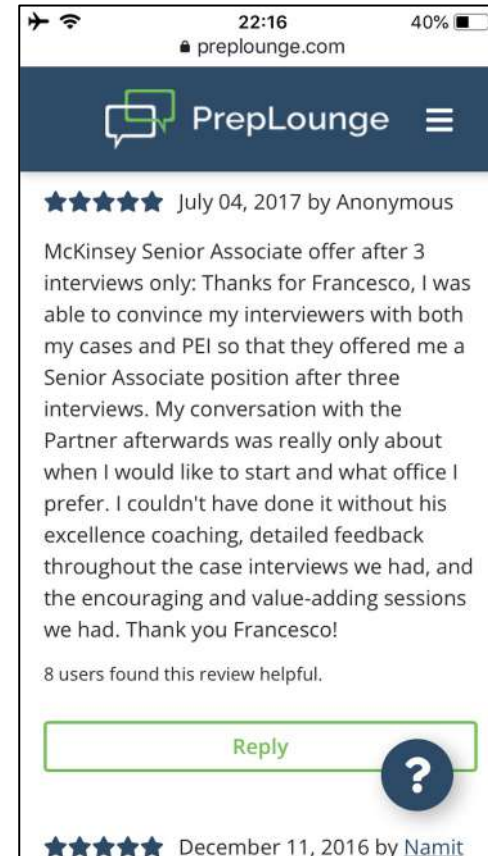 22:16
40%
preplounge.com
PrepLounge
July 04, 2017 by Anonymous
McKinsey Senior Associate offer after 3
interviews only: Thanks for Francesco, I was
able to convince my interviewers with both
my cases and PEI so that they offered me a
Senior Associate position after three
interviews. My conversation with the
Partner afterwards was really only about
when I would like to start and what office I
prefer. I couldn't have done it without his
excellence coaching, detailed feedback
throughout the case interviews we had, and
the encouraging and value-adding sessions
we had. Thank you Francesco!
8 users found this review helpful.
Reply
?
December 11, 2016 by Namit